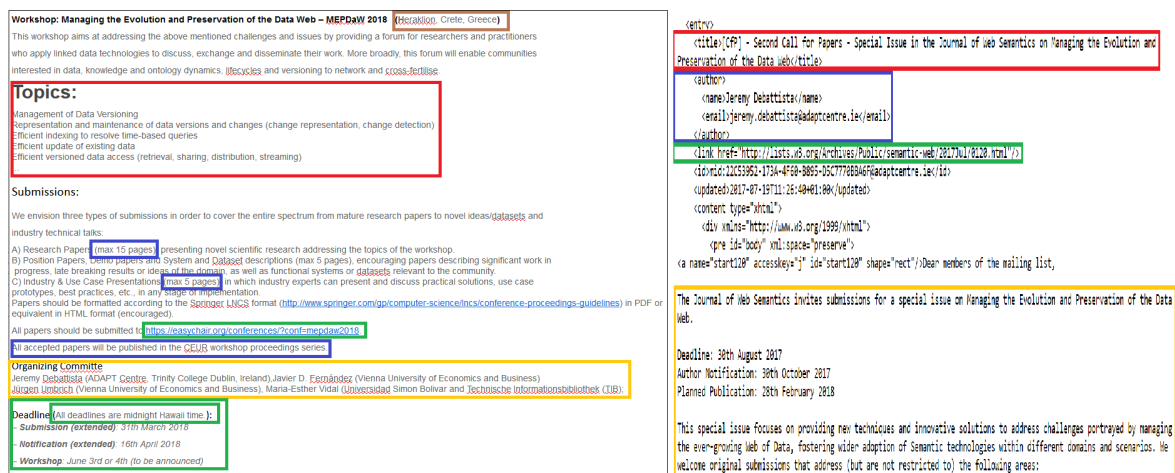 Workshop: Managing the Evolution and Preservation of the Data Web – MEPDaW 2018 (Heraklion, Crete, Greece)
This workshop aims at addressing the above mentioned challenges and issues by providing a forum for researchers and practitioners
who apply linked data technologies to discuss, exchange and disseminate their work. More broadly, this forum will enable communities
interested in data, knowledge and ontology dynamics, lifecycles and versioning to network and cross-fertilise.
Topics:
Management of Data Versioning
Representation and maintenance of data versions and changes (change representation, change detection)
Efficient indexing to resolve time-based queries
Efficient update of existing data
Efficient versioned data access (retrieval, sharing, distribution, streaming)
...
Submissions:
We envision three types of submissions in order to cover the entire spectrum from mature research papers to novel ideas/datasets and
industry technical talks:
A) Research Papers (max 15 pages), presenting novel scientific research addressing the topics of the workshop.
B) Position Papers, Demo papers and System and Dataset descriptions (max 5 pages), encouraging papers describing significant work in
progress, late breaking results or ideas of the domain, as well as functional systems or datasets relevant to the community.
C) Industry & Use Case Presentations (max 5 pages), in which industry experts can present and discuss practical solutions, use case
prototypes, best practices, etc., in any stage of implementation.
Papers should be formatted according to the Springer LNCS format (http://www.springer.com/gp/computer-science/lncs/conference-proceedings-guidelines) in PDF or
equivalent in HTML format (encouraged).
All papers should be submitted to https://easychair.org/conferences/?conf=mepdaw2018.
All accepted papers will be published in the CEUR workshop proceedings series.
Organizing Committe
Jeremy Debattista (ADAPT Centre, Trinity College Dublin, Ireland),Javier D. Fernández (Vienna University of Economics and Business)
Jürgen Umbrich (Vienna University of Economics and Business), Maria-Esther Vidal (Universidad Simon Bolivar and Technische Informationsbibliothek (TIB);
Deadline (All deadlines are midnight Hawaii time.):
– Submission (extended): 31th March 2018
– Notification (extended): 16th April 2018
– Workshop: June 3rd or 4th (to be announced)
<entry>
<title>[CfP] - Second Call for Papers - Special Issue in the Journal of Web Semantics on Managing the Evolution and
Preservation of the Data Web</title>
<author>
<name>Jeremy Debattista</name>
<email>jeremy.debattista@adaptcentre.ie</email>
</author>
<link href="http://lists.w3.org/Archives/Public/semantic-web/2017Jul/0120.html"/>
<id>mid:22C53952-173A-4F60-B895-D5C7770BBA6F@adaptcentre.ie</id>
<updated>2017-07-19T11:26:40+01:00</updated>
<content type="xhtml">
<div xmlns="http://www.w3.org/1999/xhtml">
<pre id="body" xml:space="preserve">
<a name="start120" accesskey="j" id="start120" shape="rect"/>Dear members of the mailing list,
The Journal of Web Semantics invites submissions for a special issue on Managing the Evolution and Preservation of the Data
Web.
Deadline: 30th August 2017
Author Notification: 30th October 2017
Planned Publication: 28th February 2018
This special issue focuses on providing new techniques and innovative solutions to address challenges portrayed by managing
the ever-growing Web of Data, fostering wider adoption of Semantic technologies within different domains and scenarios. We
welcome original submissions that address (but are not restricted to) the following areas: